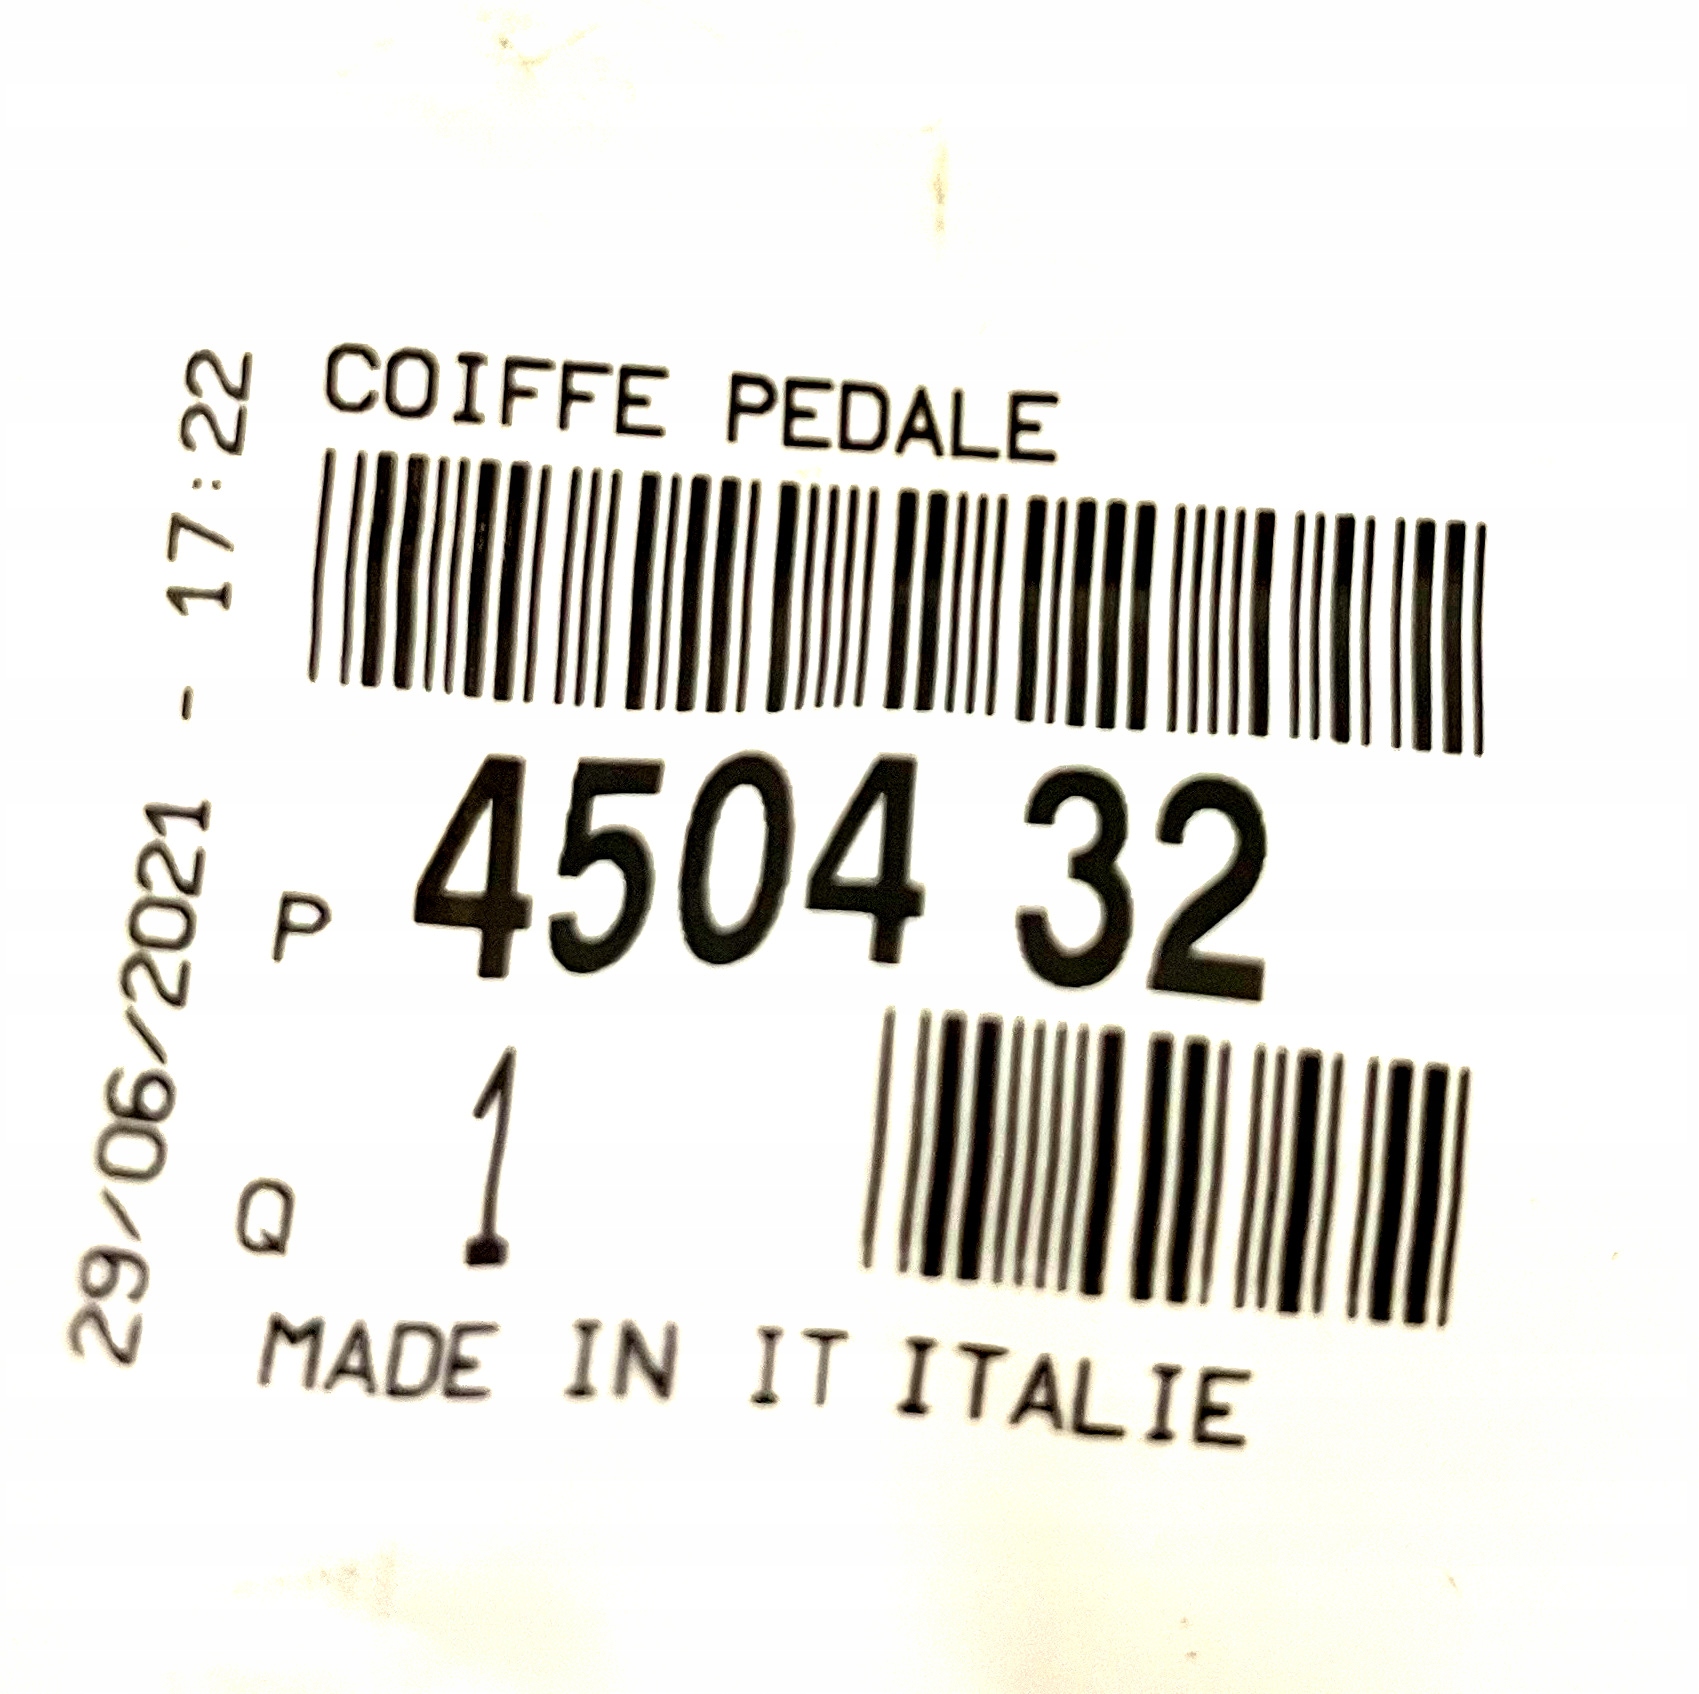 COIFFE PEDALE
29/06/2021 - 17:22
P 4504 32
Q 1
MADE IN IT ITALIE